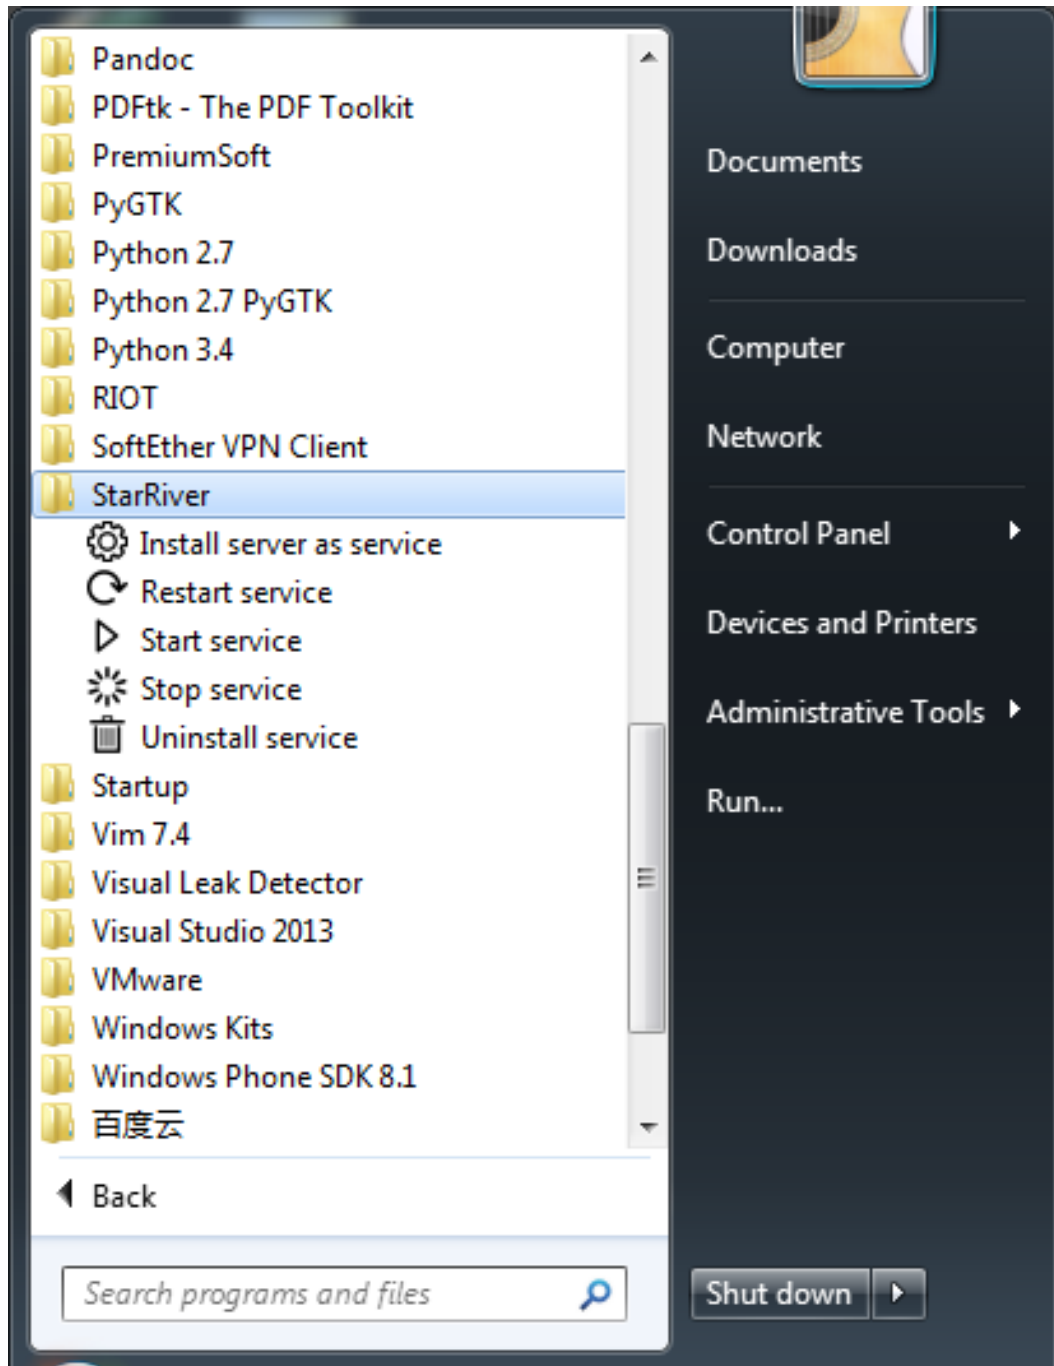 Pandoc
PDFtk - The PDF Toolkit
PremiumSoft
PyGTK
Python 2.7
Python 2.7 PyGTK
Python 3.4
RIOT
SoftEther VPN Client
StarRiver
Install server as service
Restart service
Start service
Stop service
Uninstall service
Startup
Vim 7.4
Visual Leak Detector
Visual Studio 2013
VMware
Windows Kits
Windows Phone SDK 8.1
百度云
Back
Search programs and files
Documents
Downloads
Computer
Network
Control Panel
Devices and Printers
Administrative Tools
Run...
Shut down